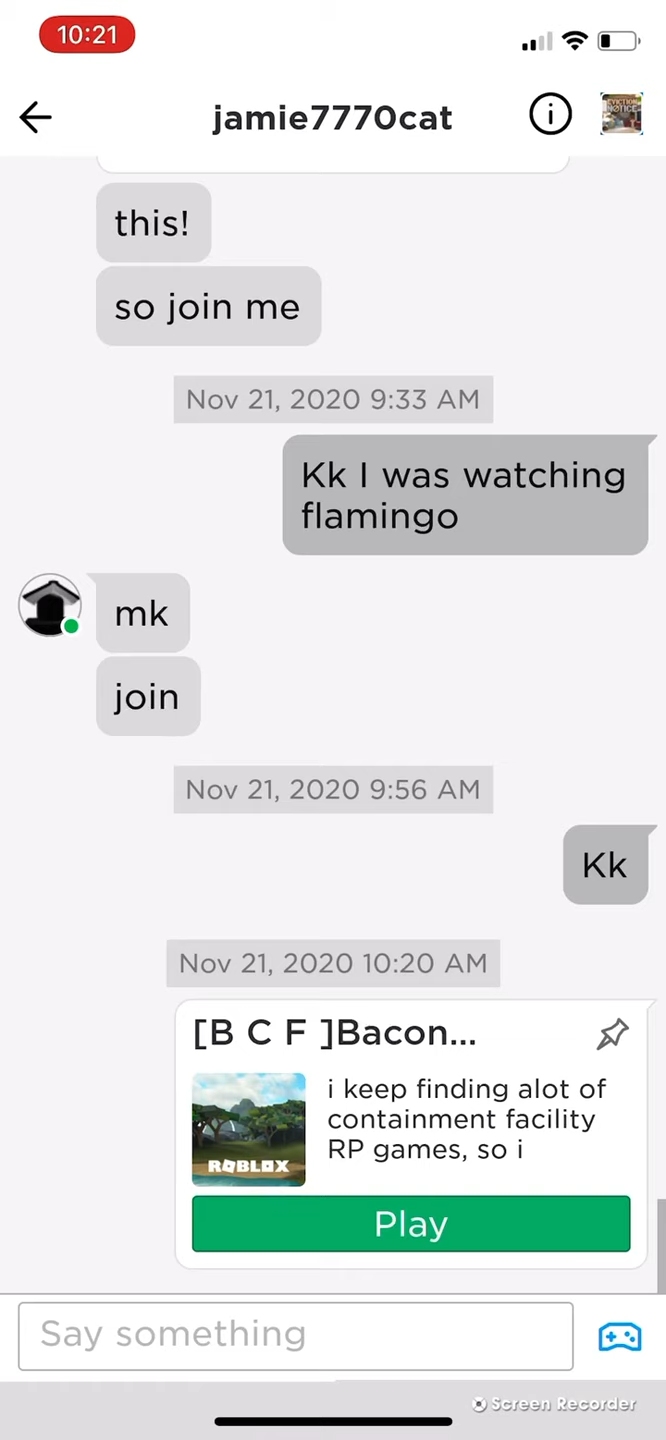 10:21
jamie7770cat
EVICTION
NOTICE
this!
so join me
Nov 21, 2020 9:33 AM
Kk I was watching
flamingo
mk
join
Nov 21, 2020 9:56 AM
Kk
Nov 21, 2020 10:20 AM
[B C F ]Bacon...
i keep finding alot of
containment facility
RP games, so i
ROBLOX
Play
Say something
Screen Recorder